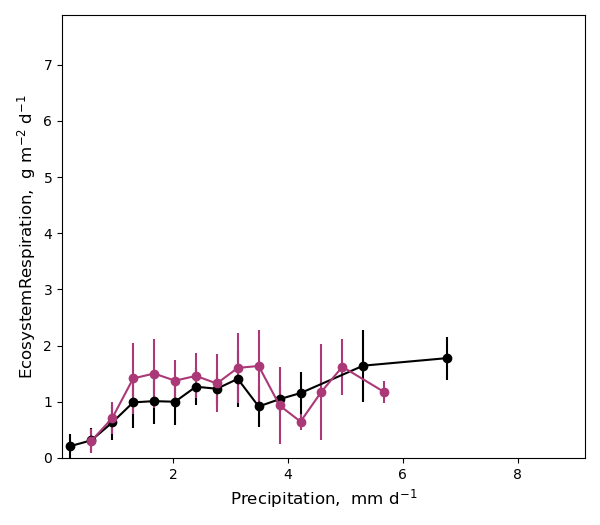 EcosystemRespiration, g m⁻² d⁻¹
7
6
5
4
3
2
1
0
2 4 6 8
Precipitation, mm d⁻¹